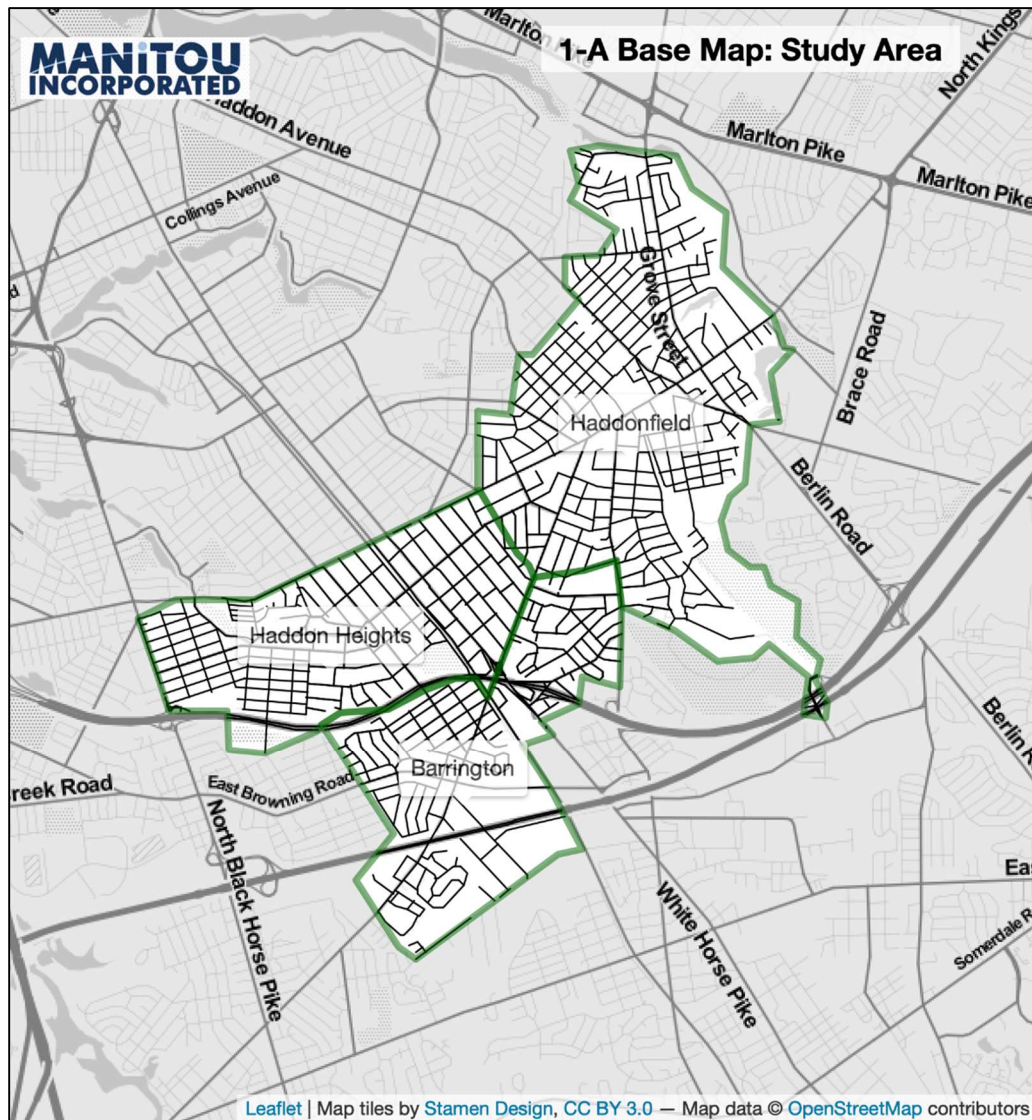 MANiTOU
INCORPORATED
1-A Base Map: Study Area
Marlton
North Kings
Haddon Avenue
Marlton Pike
Marlton Pike
Collings Avenue
Grove Street
Brace Road
Haddonfield
Berlin Road
Haddon Heights
Berlin R
Barrington
reek Road
East Browning Road
North Black Horse Pike
White Horse Pike
Eas
Somerdale R
Leaflet | Map tiles by Stamen Design, CC BY 3.0 — Map data © OpenStreetMap contributors